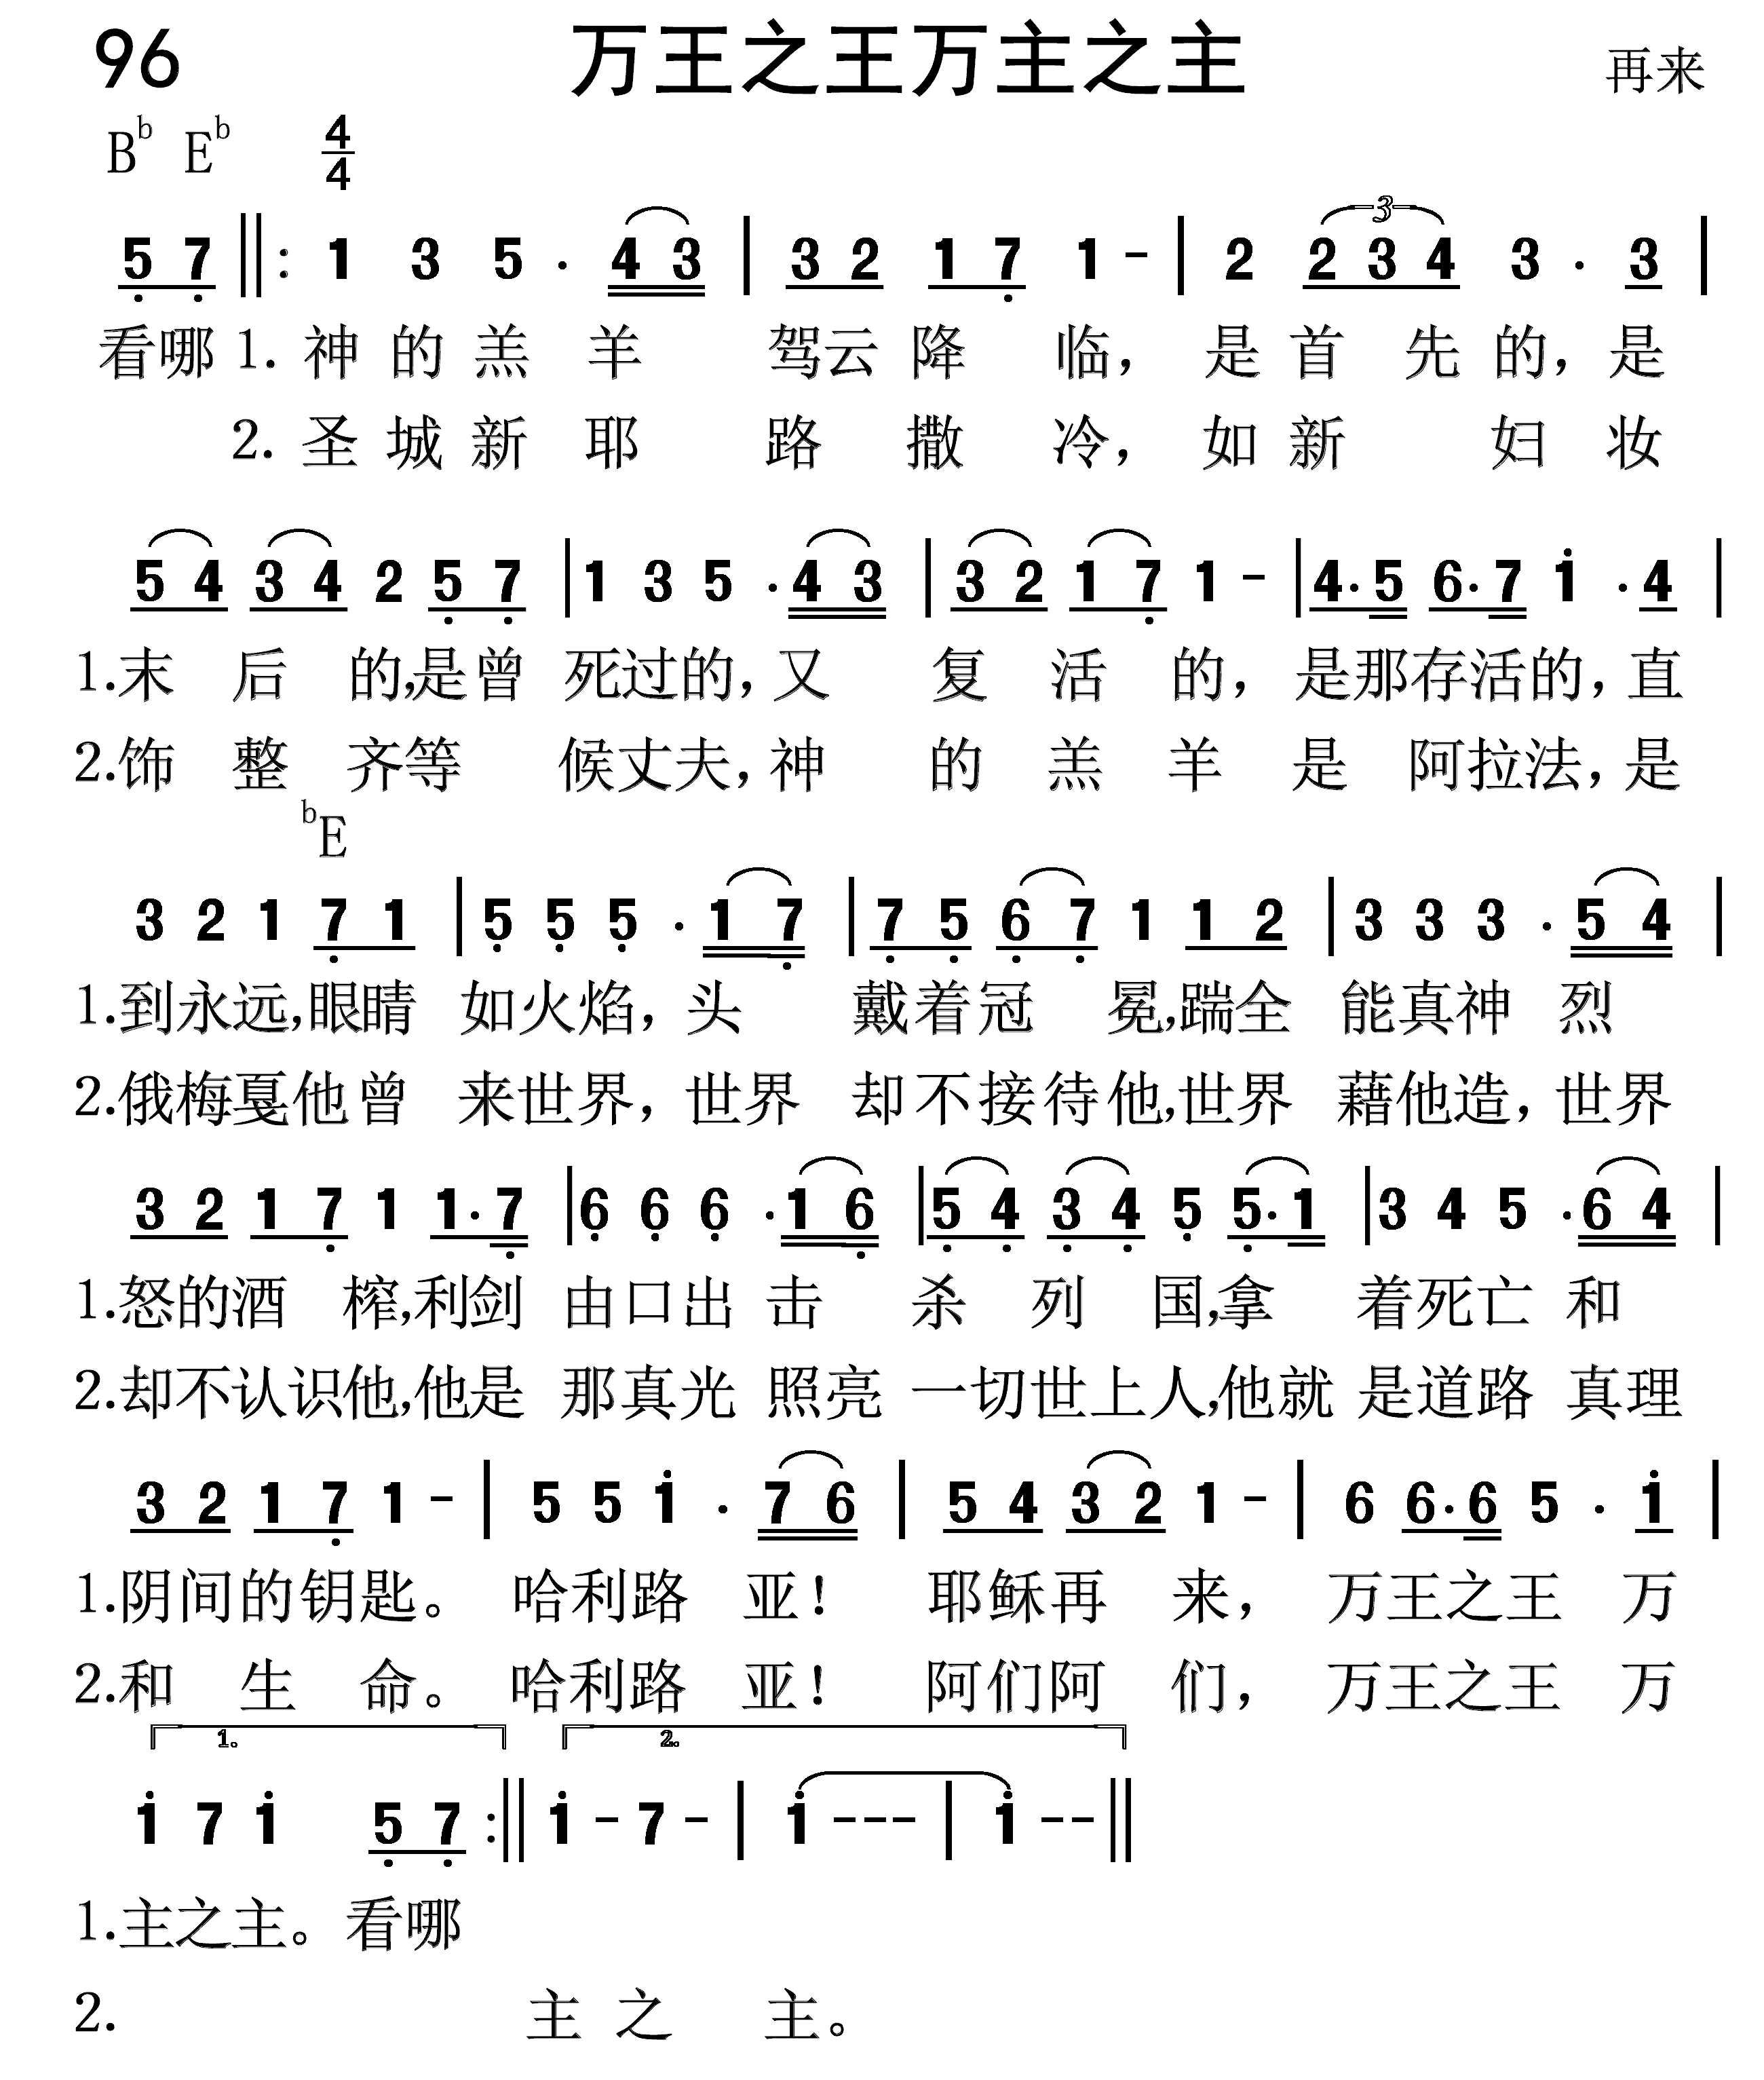 96 万王之王万主之主 再来
B♭ E♭ 4/4
5 7 ‖: 1 3 5 · 4 3 | 3 2 1 7 1 - | 2 2 3 4 3 · 3 |
3
看哪 1. 神的羔羊 驾云降临，是首先的，是
2. 圣城新耶路撒冷，如新妇妆
5 4 3 4 2 5 7 | 1 3 5 · 4 3 | 3 2 1 7 1 - | 4· 5 6· 7 1 · 4 |
1.末后的,是曾死过的，又复活的，是那存活的，直
2.饰整齐等候丈夫，神的羔羊是阿拉法，是
♭E
3 2 1 7 1 | 5 5 5 · 1 7 | 7 5 6 7 1 1 2 | 3 3 3 · 5 4 |
1.到永远,眼睛如火焰，头戴着冠冕,踹全能真神烈
2.俄梅戛他曾来世界，世界却不接待他,世界藉他造，世界
3 2 1 7 1 1· 7 | 6 6 6 · 1 6 | 5 4 3 4 5 5· 1 | 3 4 5 · 6 4 |
1.怒的酒榨,利剑由口出击杀列国,拿着死亡和
2.却不认识他,他是那真光照亮一切世上人,他就是道路真理
3 2 1 7 1 - | 5 5 1 · 7 6 | 5 4 3 2 1 - | 6 6· 6 5 · 1 |
1.阴间的钥匙。哈利路亚！耶稣再来，万王之王万
2.和生命。哈利路亚！阿们阿们，万王之王万
1. 2.
1 7 1 5 7 :‖ 1 - 7 - | 1 - - - | 1 - - ‖
1.主之主。看哪
2. 主之主。